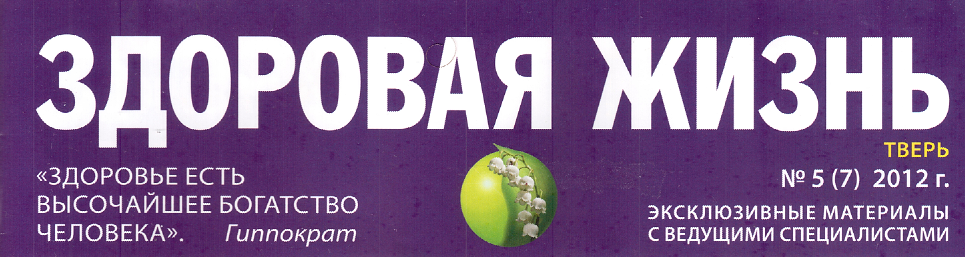 ЗДОРОВАЯ ЖИЗНЬ
ТВЕРЬ
№ 5 (7) 2012 г.
«ЗДОРОВЬЕ ЕСТЬ
ВЫСОЧАЙШЕЕ БОГАТСТВО
ЧЕЛОВЕКА». Гиппократ
ЭКСКЛЮЗИВНЫЕ МАТЕРИАЛЫ
С ВЕДУЩИМИ СПЕЦИАЛИСТАМИ